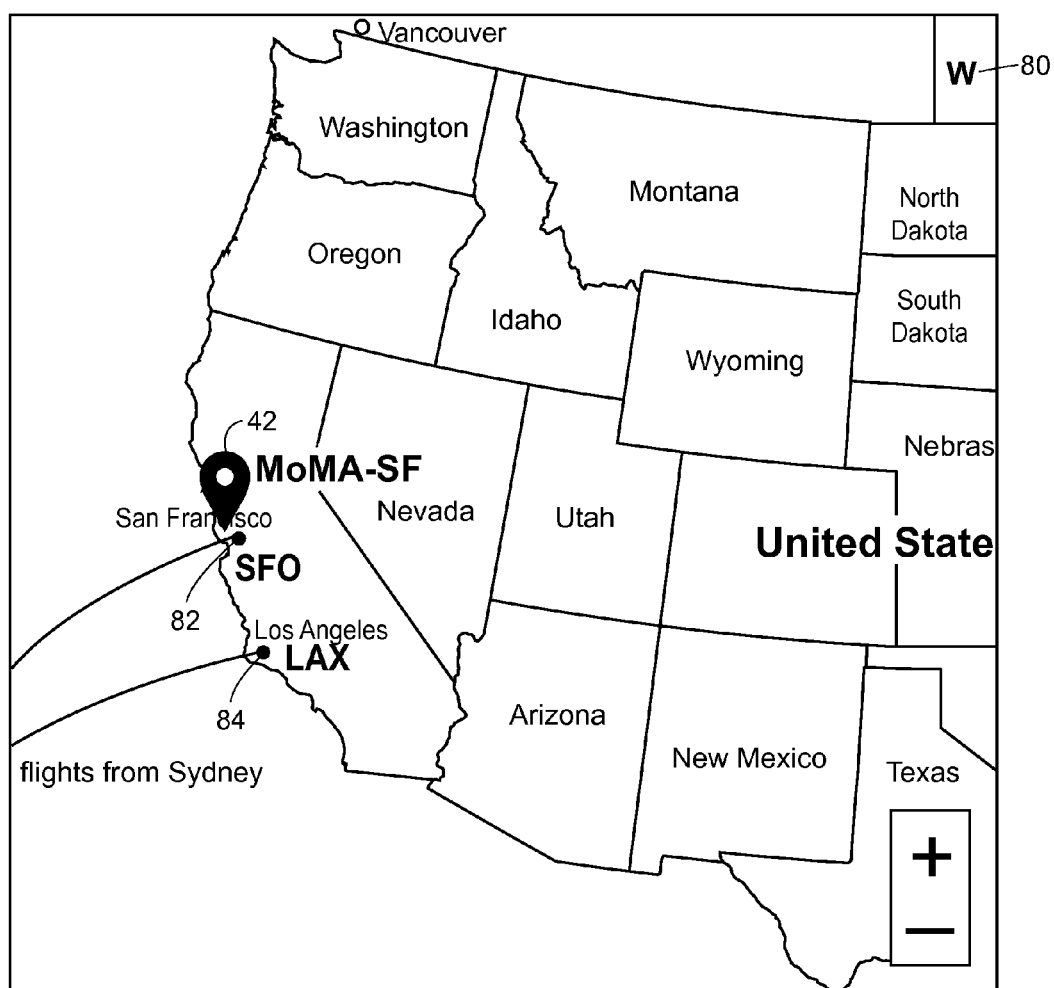 Vancouver
W
80
Washington
Montana
North
Dakota
Oregon
South
Dakota
Idaho
Wyoming
42
Nebras
MoMA-SF
San Francisco
Nevada
Utah
United State
SFO
82
Los Angeles
LAX
84
Arizona
New Mexico
flights from Sydney
Texas
+
—